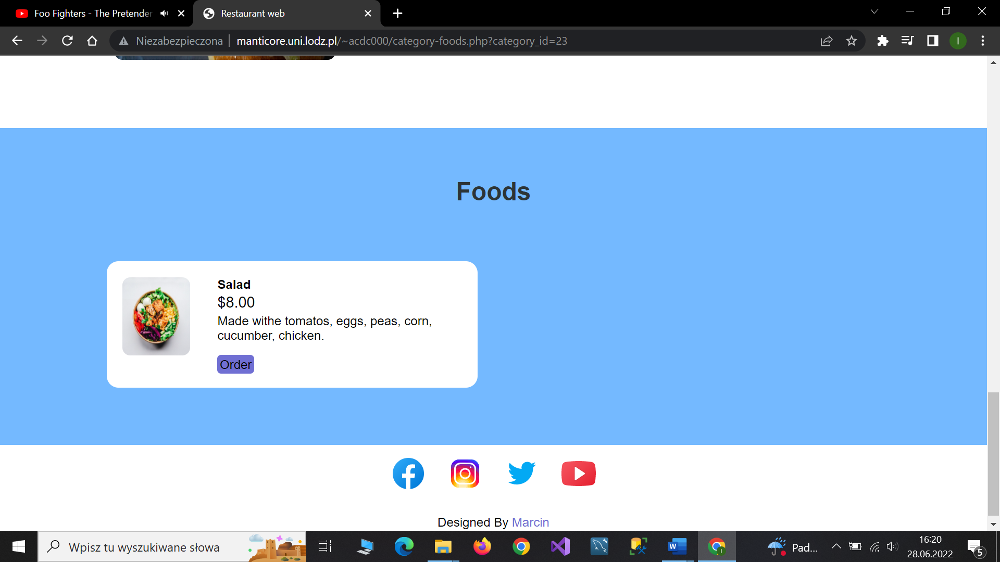 Foo Fighters - The Pretender
Restaurant web
Niezabezpieczona manticore.uni.lodz.pl/~acdc000/category-foods.php?category_id=23
I
Foods
Salad
$8.00
Made withe tomatos, eggs, peas, corn,
cucumber, chicken.
Order
Designed By Marcin
Wpisz tu wyszukiwane słowa
W
I
Pad...
16:20
28.06.2022
5